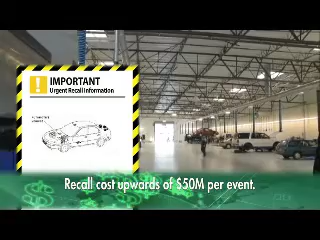 IMPORTANT
Urgent Recall Information
Recall cost upwards of $50M per event.